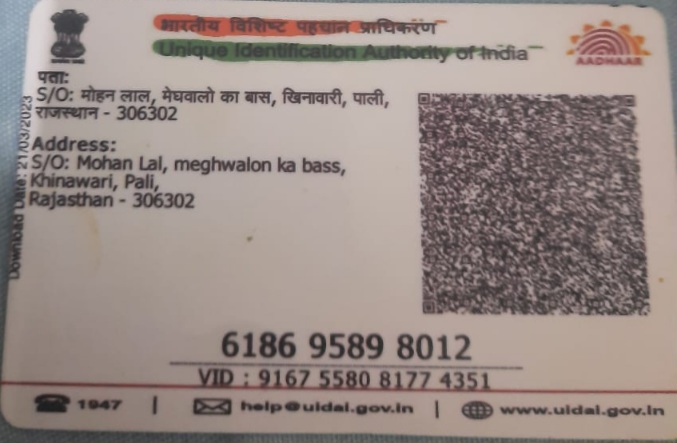 भारतीय विशिष्ट पहचान प्राधिकरण
Unique Identification Authority of India
AADHAAR
पता:
S/O: मोहन लाल, मेघवालो का बास, खिनावारी, पाली,
राजस्थान - 306302
Address:
S/O: Mohan Lal, meghwalon ka bass,
Khinawari, Pali,
Rajasthan - 306302
Download Date: 21/03/2023
6186 9589 8012
VID : 9167 5580 8177 4351
1947 | help@uidai.gov.in | www.uidai.gov.in